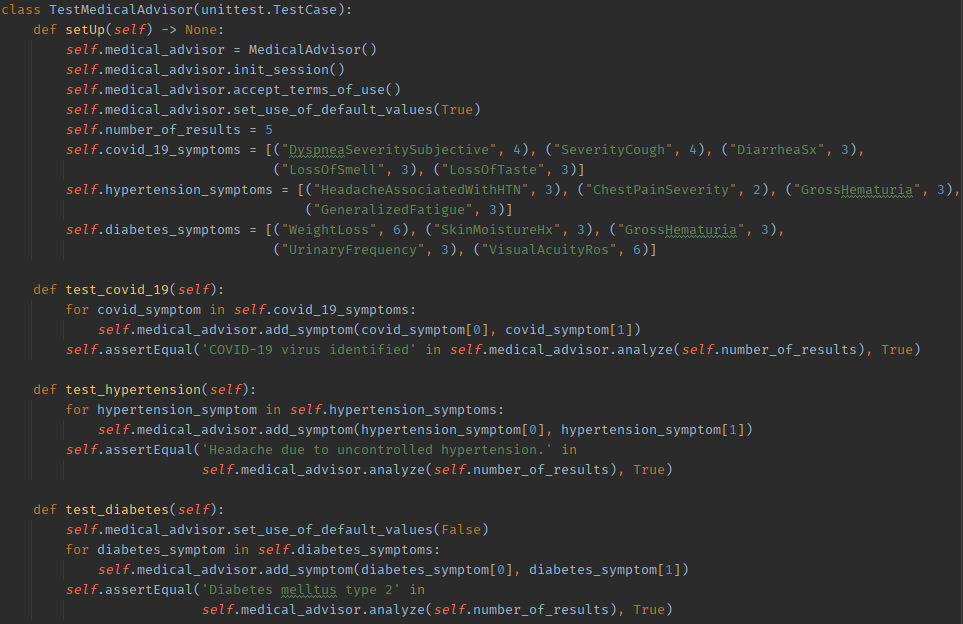 class TestMedicalAdvisor(unittest.TestCase):
    def setUp(self) -> None:
        self.medical_advisor = MedicalAdvisor()
        self.medical_advisor.init_session()
        self.medical_advisor.accept_terms_of_use()
        self.medical_advisor.set_use_of_default_values(True)
        self.number_of_results = 5
        self.covid_19_symptoms = [("DyspneaSeveritySubjective", 4), ("SeverityCough", 4), ("DiarrheaSx", 3),
                                  ("LossOfSmell", 3), ("LossOfTaste", 3)]
        self.hypertension_symptoms = [("HeadacheAssociatedWithHTN", 3), ("ChestPainSeverity", 2), ("GrossHematuria", 3),
                                      ("GeneralizedFatigue", 3)]
        self.diabetes_symptoms = [("WeightLoss", 6), ("SkinMoistureHx", 3), ("GrossHematuria", 3),
                                  ("UrinaryFrequency", 3), ("VisualAcuityRos", 6)]

    def test_covid_19(self):
        for covid_symptom in self.covid_19_symptoms:
            self.medical_advisor.add_symptom(covid_symptom[0], covid_symptom[1])
        self.assertEqual('COVID-19 virus identified' in self.medical_advisor.analyze(self.number_of_results), True)

    def test_hypertension(self):
        for hypertension_symptom in self.hypertension_symptoms:
            self.medical_advisor.add_symptom(hypertension_symptom[0], hypertension_symptom[1])
        self.assertEqual('Headache due to uncontrolled hypertension.' in
                         self.medical_advisor.analyze(self.number_of_results), True)

    def test_diabetes(self):
        self.medical_advisor.set_use_of_default_values(False)
        for diabetes_symptom in self.diabetes_symptoms:
            self.medical_advisor.add_symptom(diabetes_symptom[0], diabetes_symptom[1])
        self.assertEqual('Diabetes melltus type 2' in
                         self.medical_advisor.analyze(self.number_of_results), True)